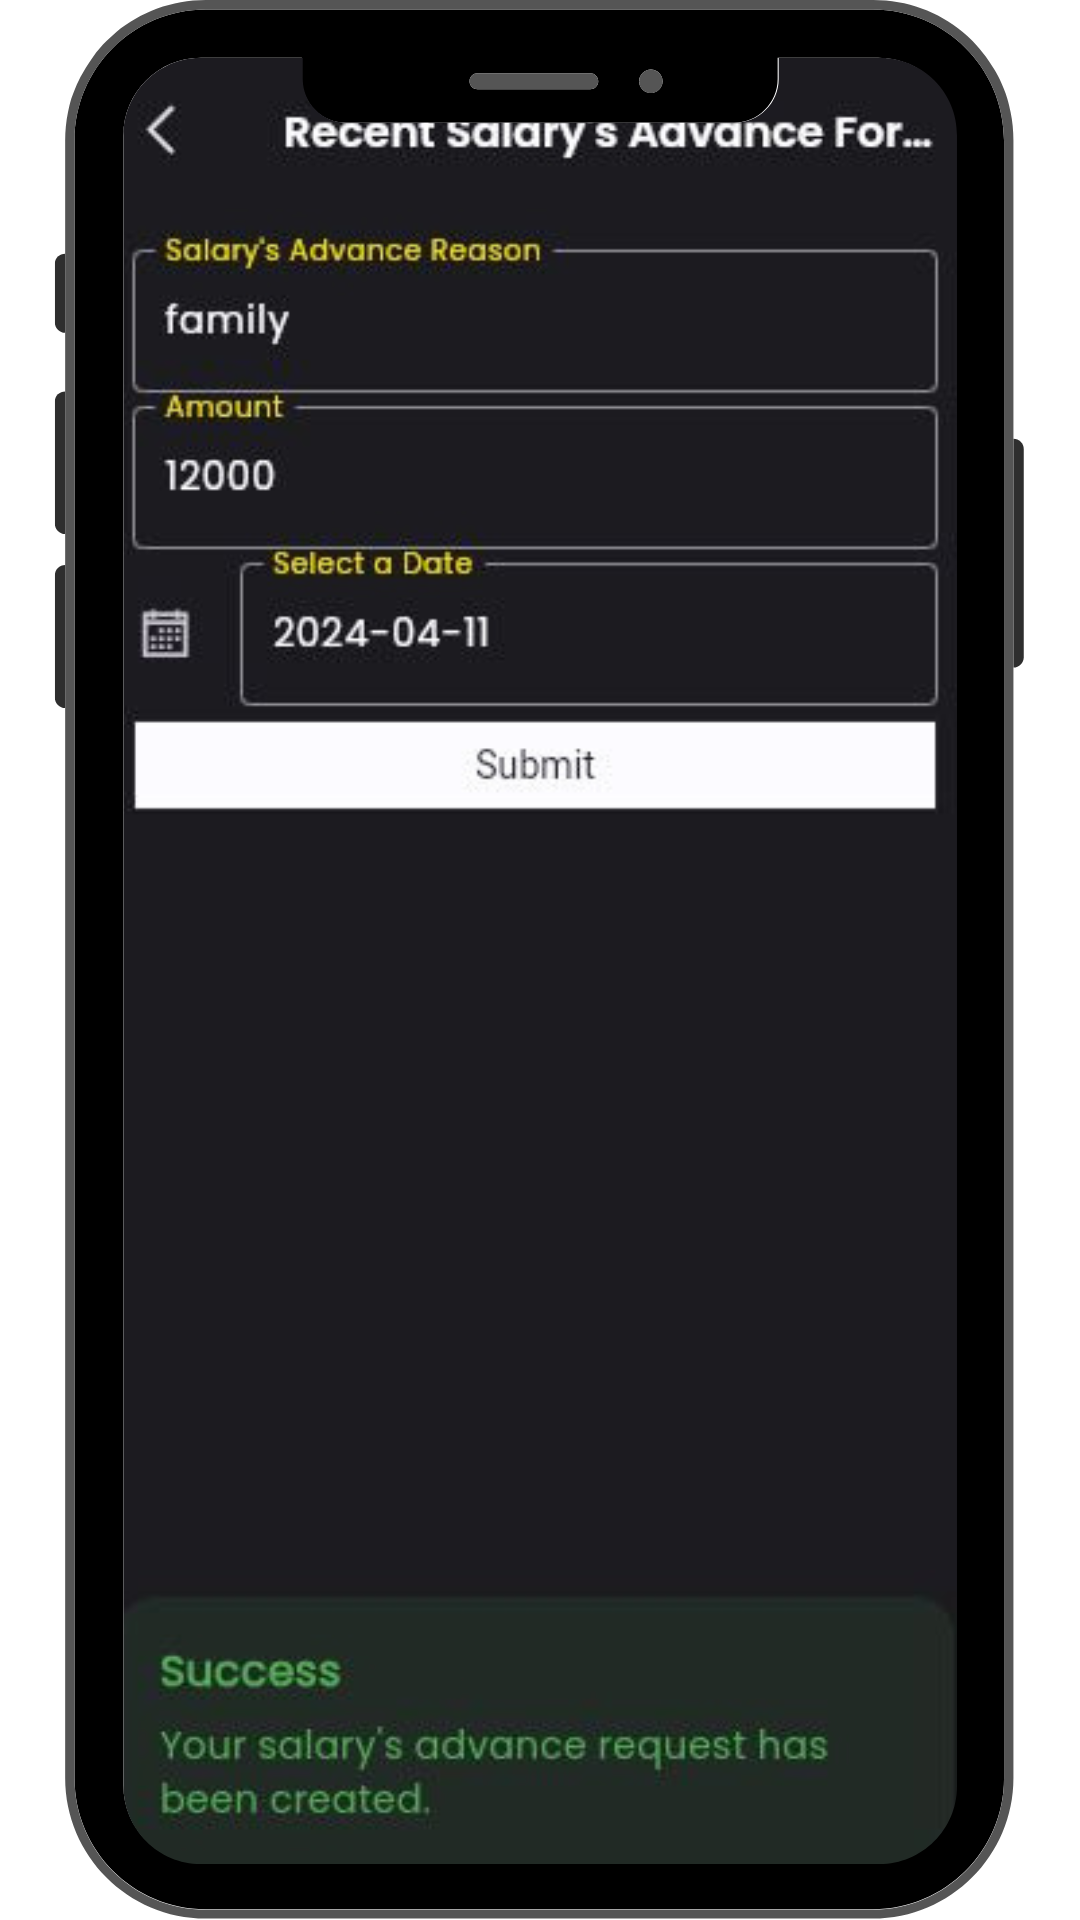 Recent Salary's Advance For...
Salary's Advance Reason
family
Amount
12000
Select a Date
2024-04-11
Submit
Success
Your salary's advance request has
been created.